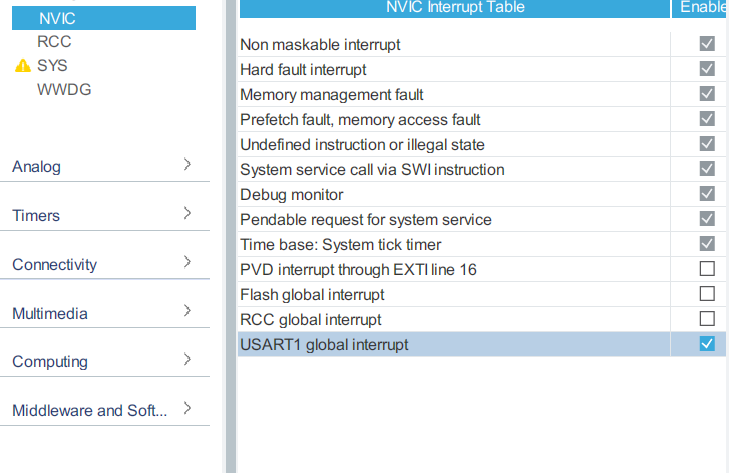 NVIC
RCC
SYS
WWDG
Analog
Timers
Connectivity
Multimedia
Computing
Middleware and Soft...
NVIC Interrupt Table Enable
Non maskable interrupt
Hard fault interrupt
Memory management fault
Prefetch fault, memory access fault
Undefined instruction or illegal state
System service call via SWI instruction
Debug monitor
Pendable request for system service
Time base: System tick timer
PVD interrupt through EXTI line 16
Flash global interrupt
RCC global interrupt
USART1 global interrupt